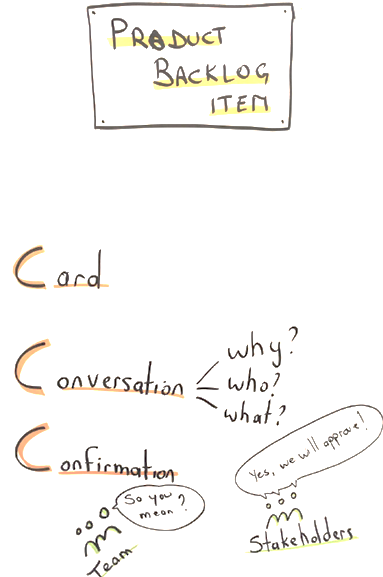 PRODUCT
BACKLOG
ITEM
Card
Conversation
why?
who?
what?
Confirmation
Yes, we will approve!
So you
mean?
Team
Stakeholders